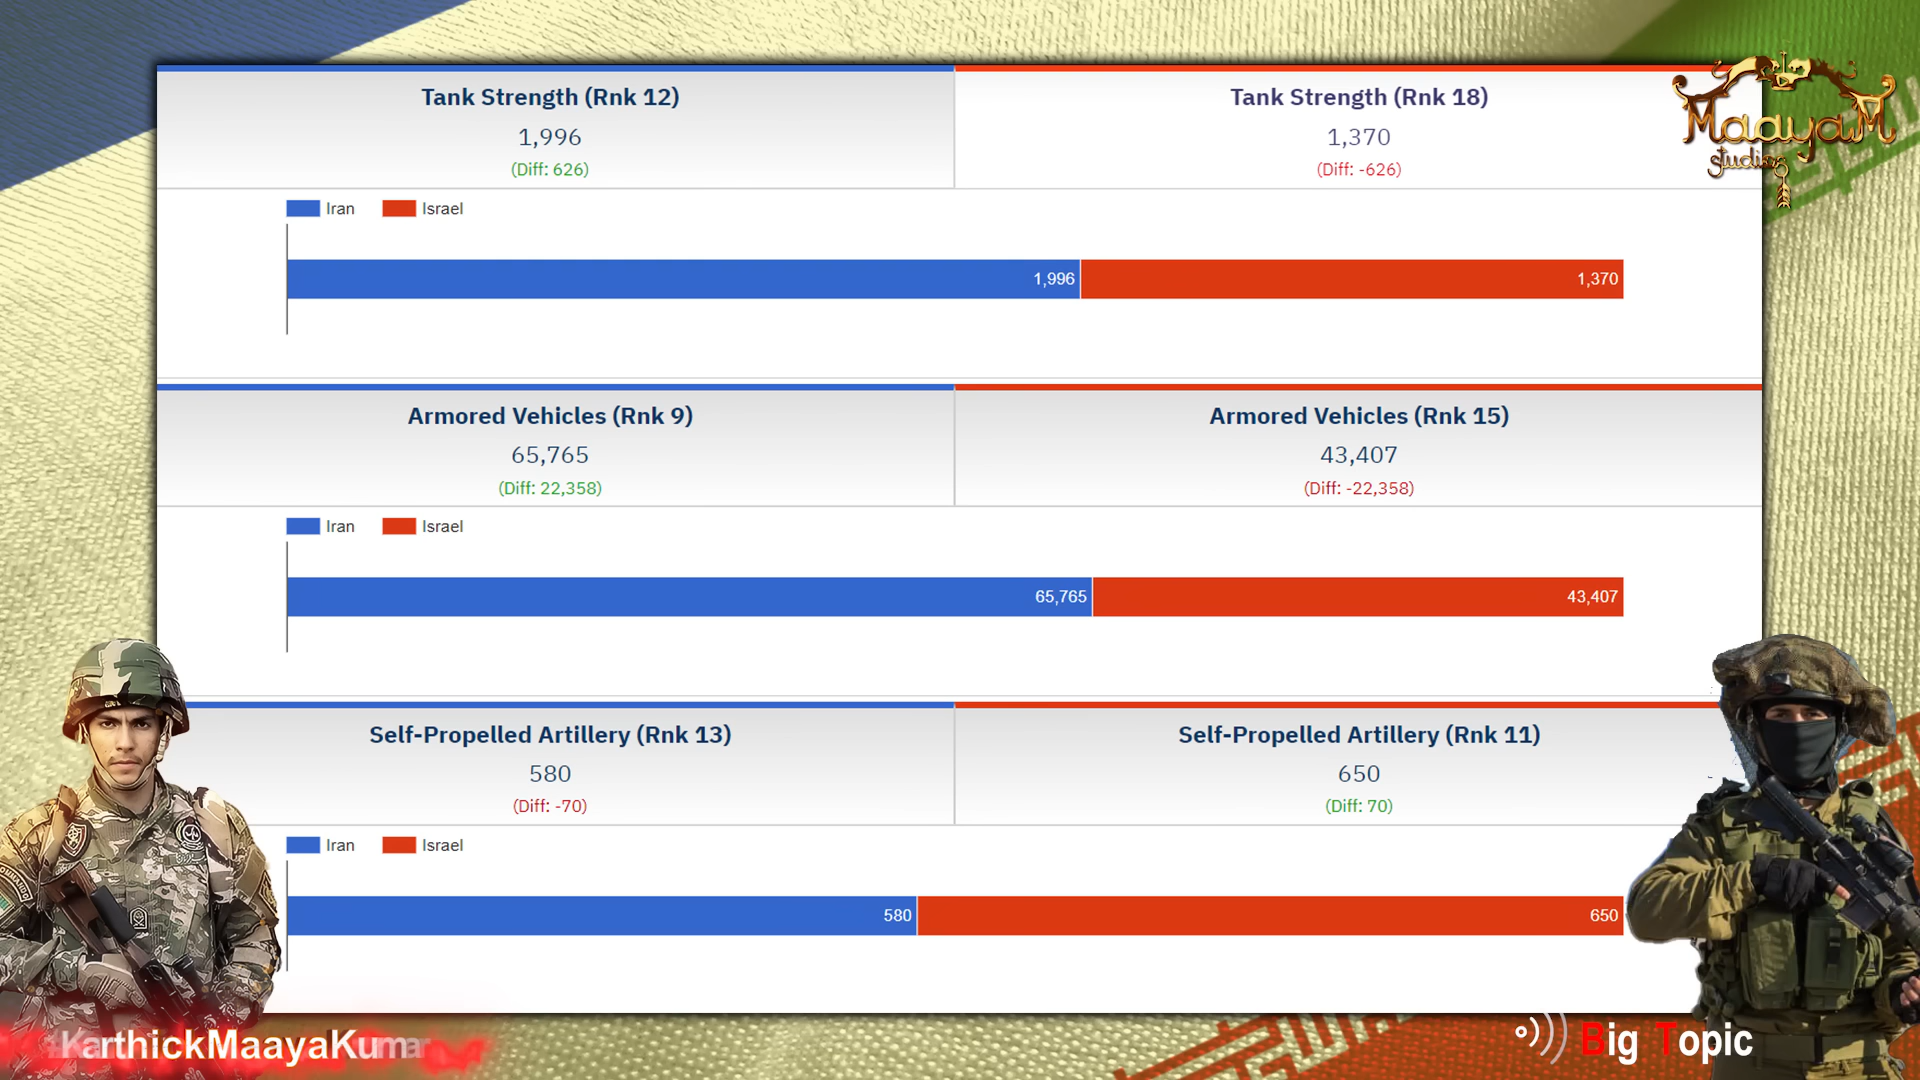 Tank Strength (Rnk 12)
1,996
(Diff: 626)
Tank Strength (Rnk 18)
1,370
(Diff: -626)
Maayam
studios
Iran
Israel
1,996
1,370
Armored Vehicles (Rnk 9)
65,765
(Diff: 22,358)
Armored Vehicles (Rnk 15)
43,407
(Diff: -22,358)
Iran
Israel
65,765
43,407
Self-Propelled Artillery (Rnk 13)
580
(Diff: -70)
Self-Propelled Artillery (Rnk 11)
650
(Diff: 70)
Iran
Israel
580
650
#KarthickMaayaKumar
Big Topic